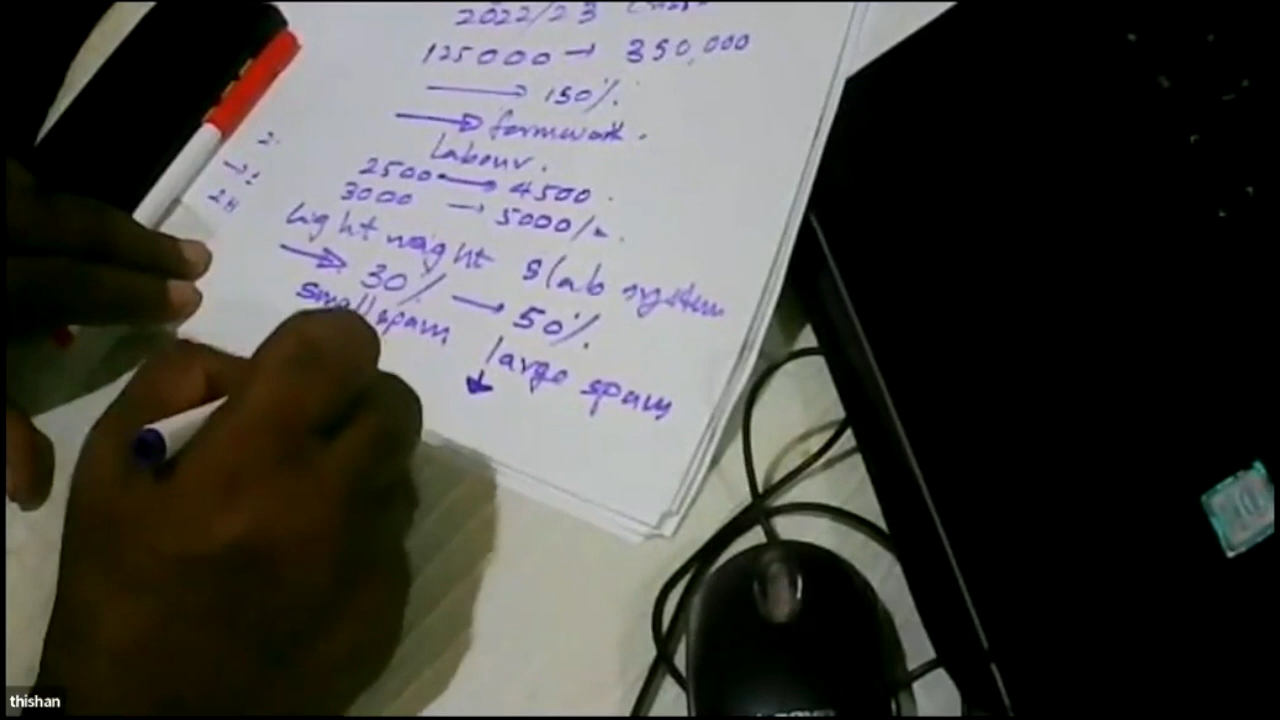 2022/23
125000 → 350,000
→ 150%
→ formwork.
Labour.
2500 → 4500.
3000 → 5000/=.
Light weight slab system
→ 30% → 50%.
small span large span
↓
thishan